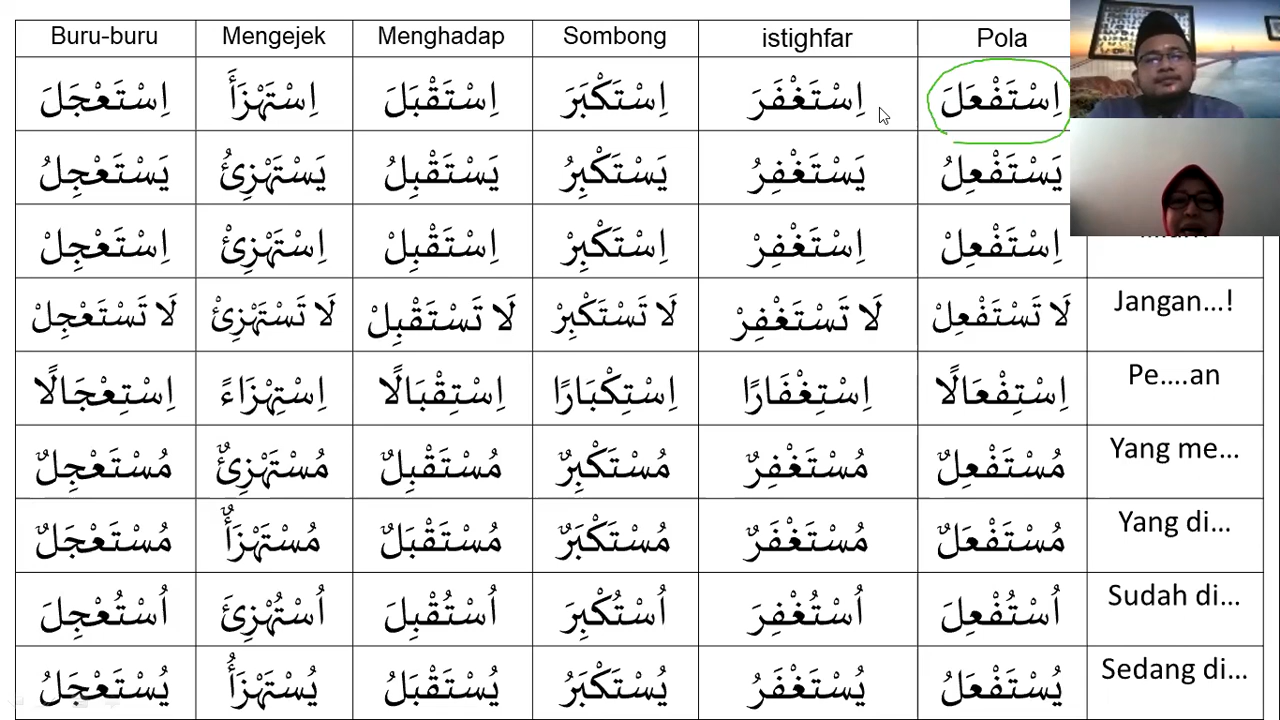 Buru-buru Mengejek Menghadap Sombong istighfar Pola
اِسْتَعْجَلَ اِسْتَهْزَأَ اِسْتَقْبَلَ اِسْتَكْبَرَ اِسْتَغْفَرَ اِسْتَفْعَلَ
يَسْتَعْجِلُ يَسْتَهْزِئُ يَسْتَقْبِلُ يَسْتَكْبِرُ يَسْتَغْفِرُ يَسْتَفْعِلُ
اِسْتَعْجِلْ اِسْتَهْزِئْ اِسْتَقْبِلْ اِسْتَكْبِرْ اِسْتَغْفِرْ اِسْتَفْعِلْ
لَا تَسْتَعْجِلْ لَا تَسْتَهْزِئْ لَا تَسْتَقْبِلْ لَا تَسْتَكْبِرْ لَا تَسْتَغْفِرْ لَا تَسْتَفْعِلْ Jangan...!
اِسْتِعْجَالًا اِسْتِهْزَاءً اِسْتِقْبَالًا اِسْتِكْبَارًا اِسْتِغْفَارًا اِسْتِفْعَالًا Pe....an
مُسْتَعْجِلٌ مُسْتَهْزِئٌ مُسْتَقْبِلٌ مُسْتَكْبِرٌ مُسْتَغْفِرٌ مُسْتَفْعِلٌ Yang me...
مُسْتَعْجَلٌ مُسْتَهْزَأٌ مُسْتَقْبَلٌ مُسْتَكْبَرٌ مُسْتَغْفَرٌ مُسْتَفْعَلٌ Yang di...
اُسْتُعْجِلَ اُسْتُهْزِئَ اُسْتُقْبِلَ اُسْتُكْبِرَ اُسْتُغْفِرَ اُسْتُفْعِلَ Sudah di...
يُسْتَعْجَلُ يُسْتَهْزَأُ يُسْتَقْبَلُ يُسْتَكْبَرُ يُسْتَغْفَرُ يُسْتَفْعَلُ Sedang di...